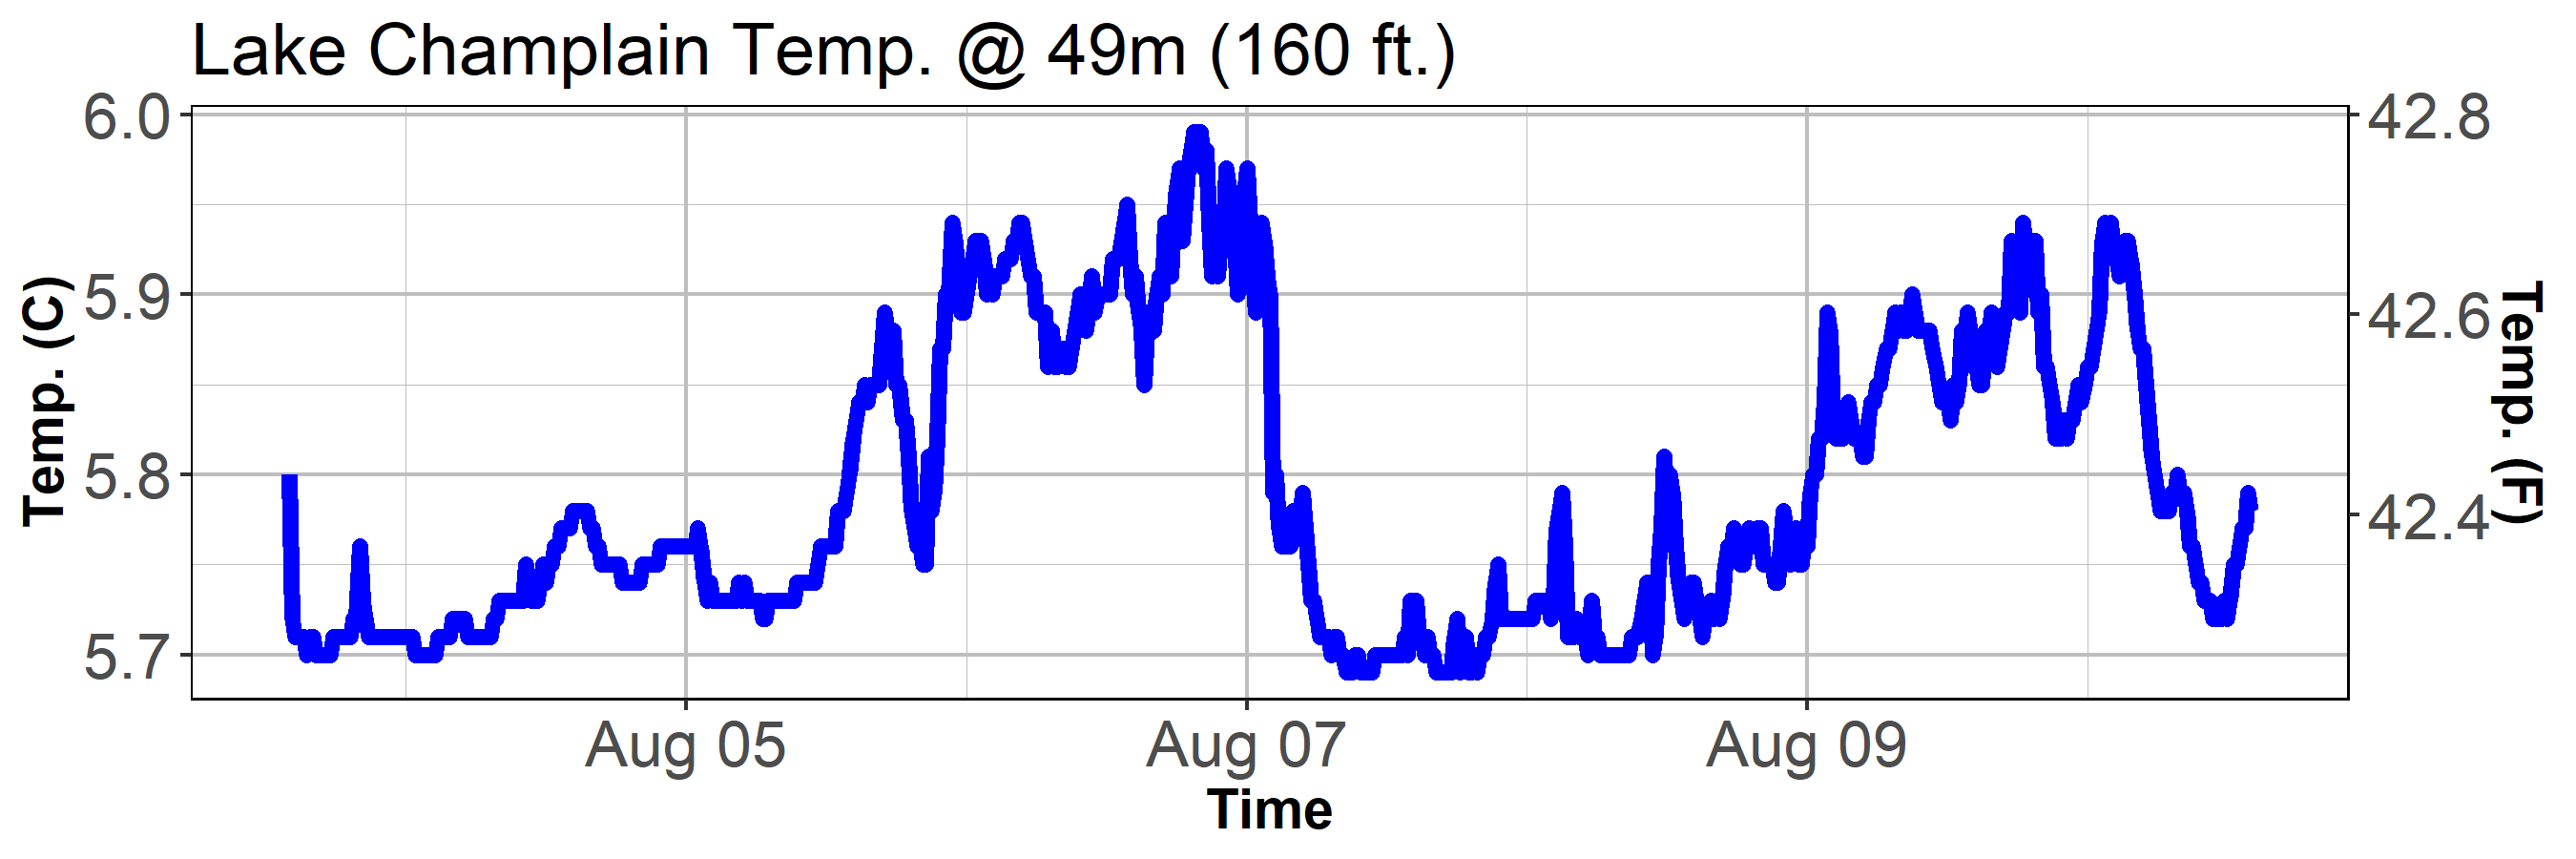 Lake Champlain Temp. @ 49m (160 ft.)
Temp. (C)
6.0
5.9
5.8
5.7
42.8
42.6
42.4
Temp. (F)
Aug 05 Aug 07 Aug 09
Time